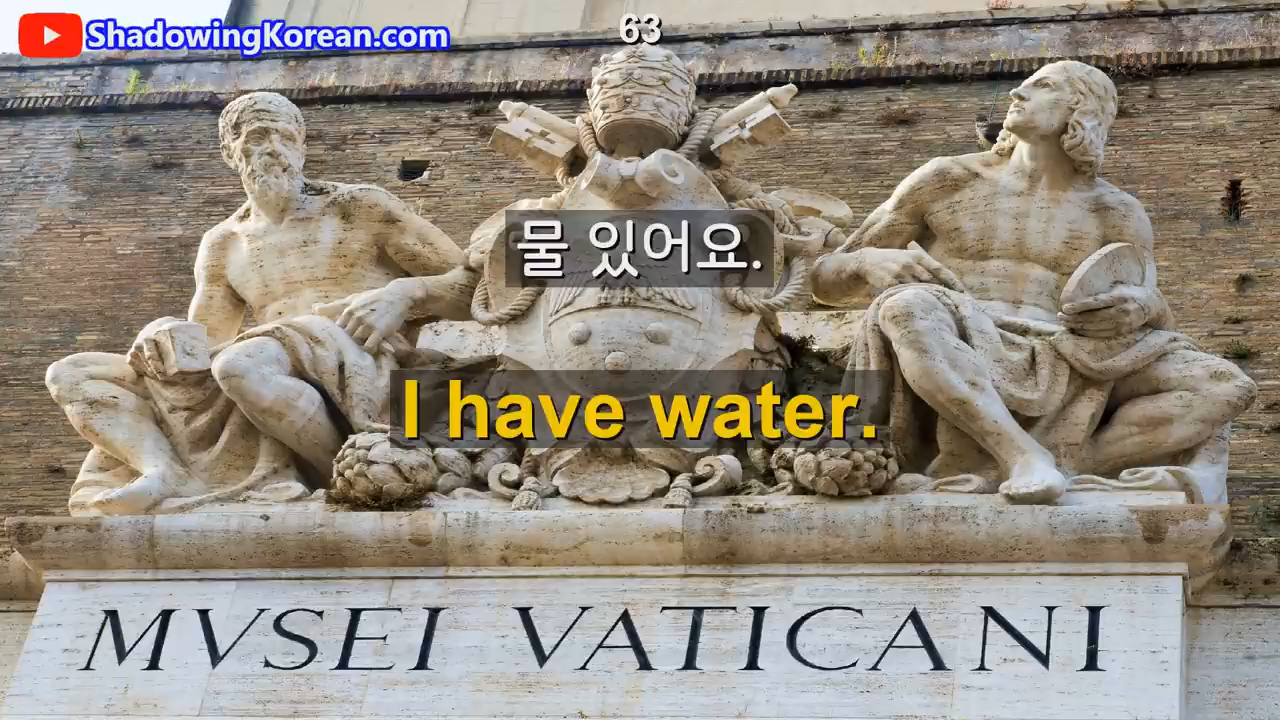 ShadowingKorean.com
63
물 있어요.
I have water.
MVSEI VATICANI